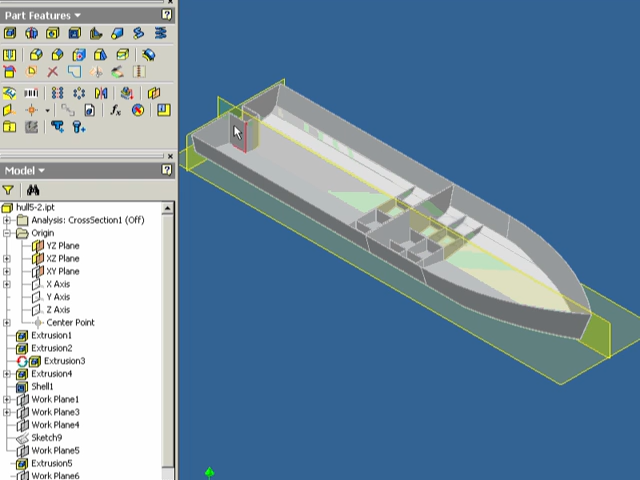 Part Features
Model
hull5-2.ipt
Analysis: CrossSection1 (Off)
Origin
YZ Plane
XZ Plane
XY Plane
X Axis
Y Axis
Z Axis
Center Point
Extrusion1
Extrusion2
Extrusion3
Extrusion4
Shell1
Work Plane1
Work Plane3
Work Plane4
Sketch9
Work Plane5
Extrusion5
Work Plane6